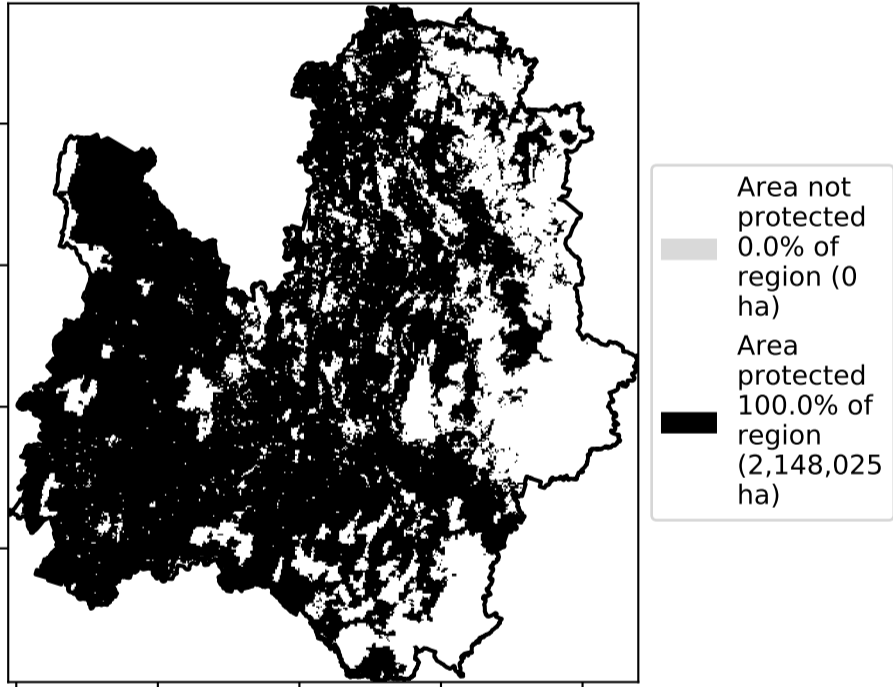 Area not
protected
0.0% of
region (0
ha)
Area
protected
100.0% of
region
(2,148,025
ha)